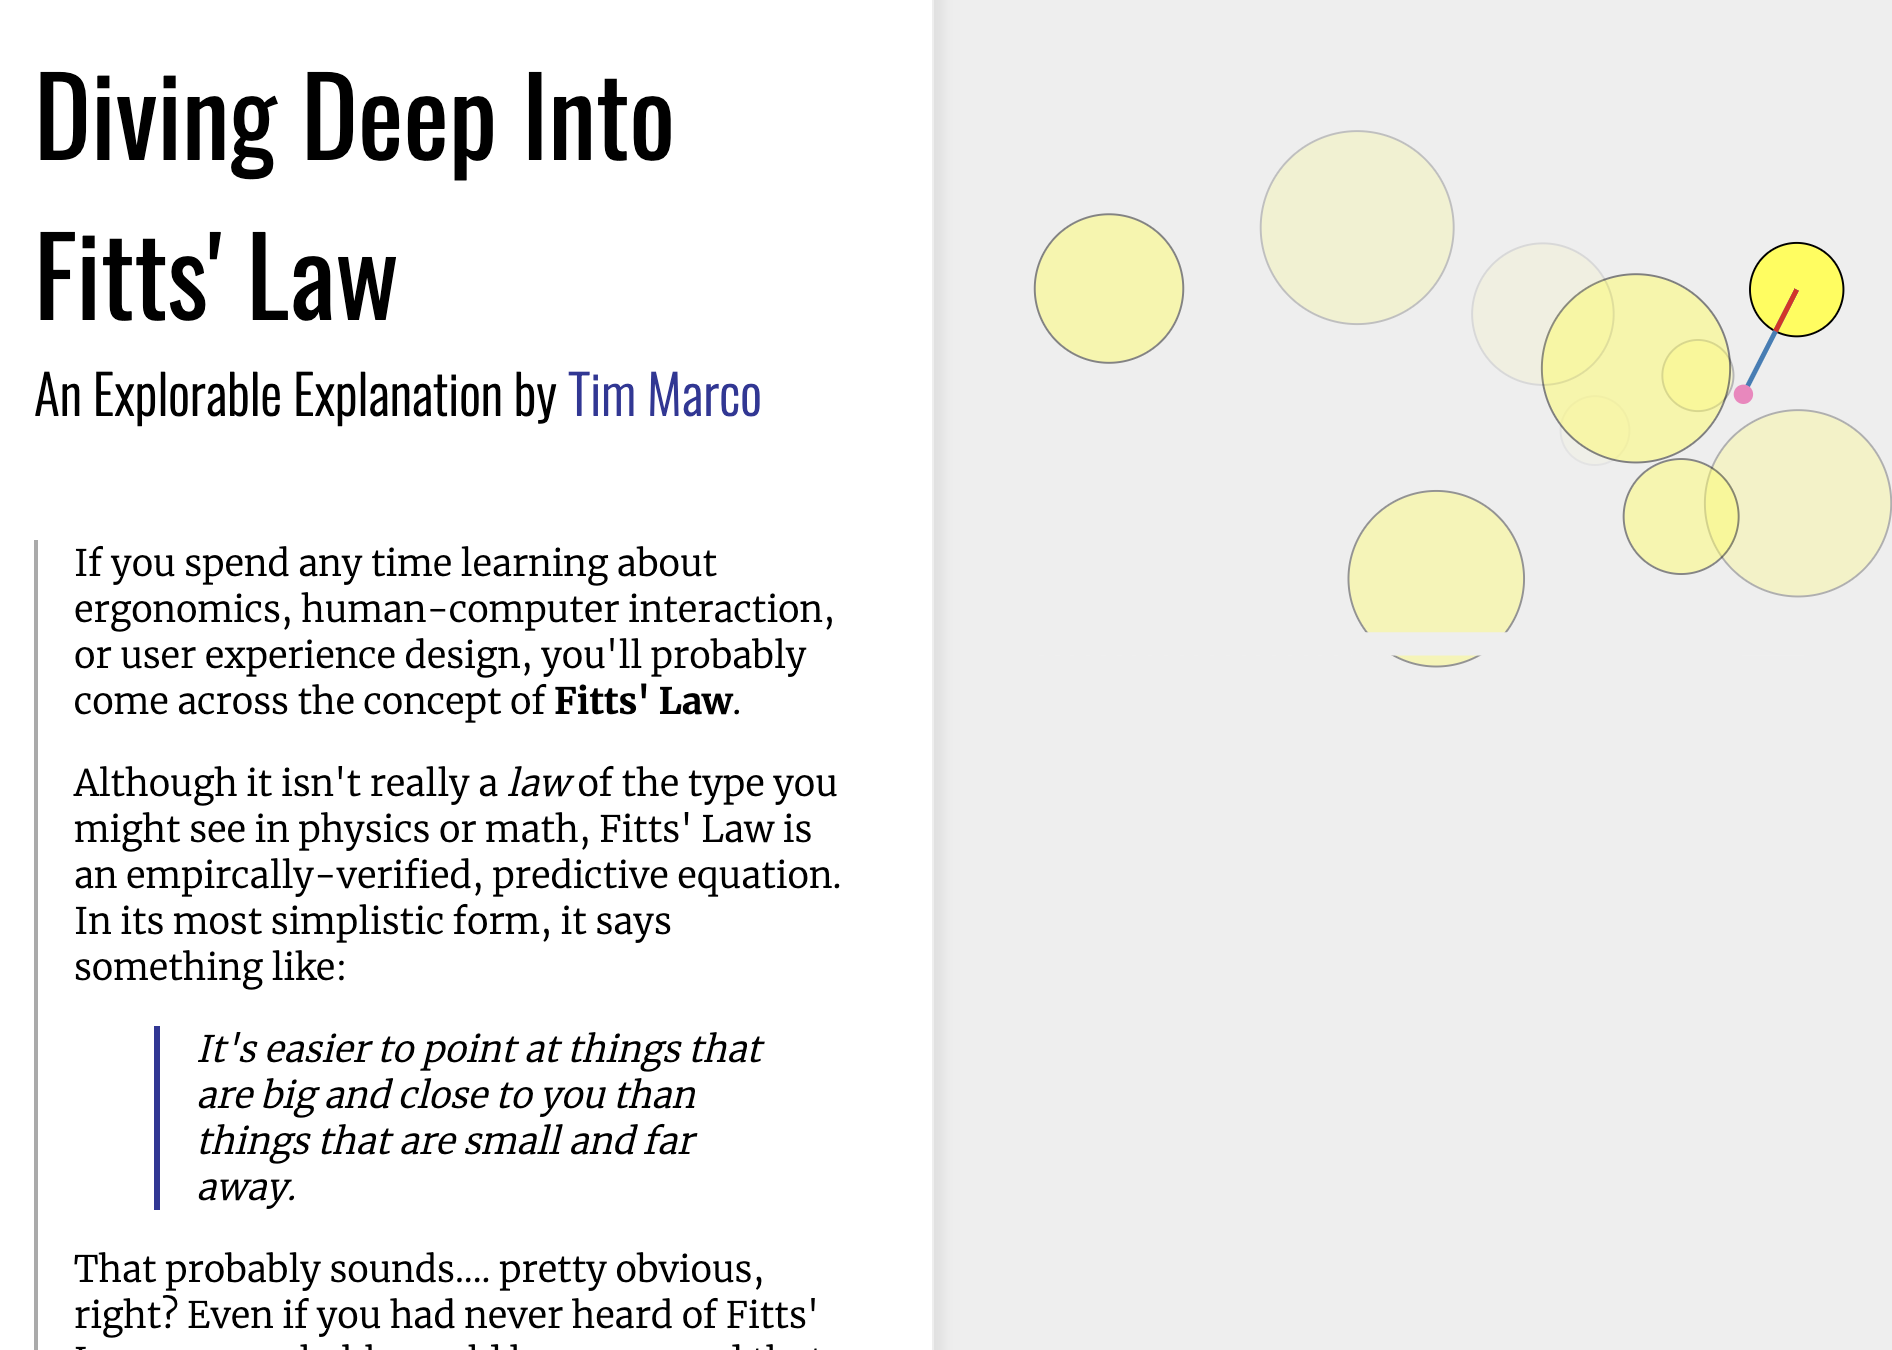 Diving Deep Into
Fitts' Law
An Explorable Explanation by Tim Marco
If you spend any time learning about
ergonomics, human-computer interaction,
or user experience design, you'll probably
come across the concept of Fitts' Law.
Although it isn't really a law of the type you
might see in physics or math, Fitts' Law is
an empircally-verified, predictive equation.
In its most simplistic form, it says
something like:
It's easier to point at things that
are big and close to you than
things that are small and far
away.
That probably sounds.... pretty obvious,
right? Even if you had never heard of Fitts'